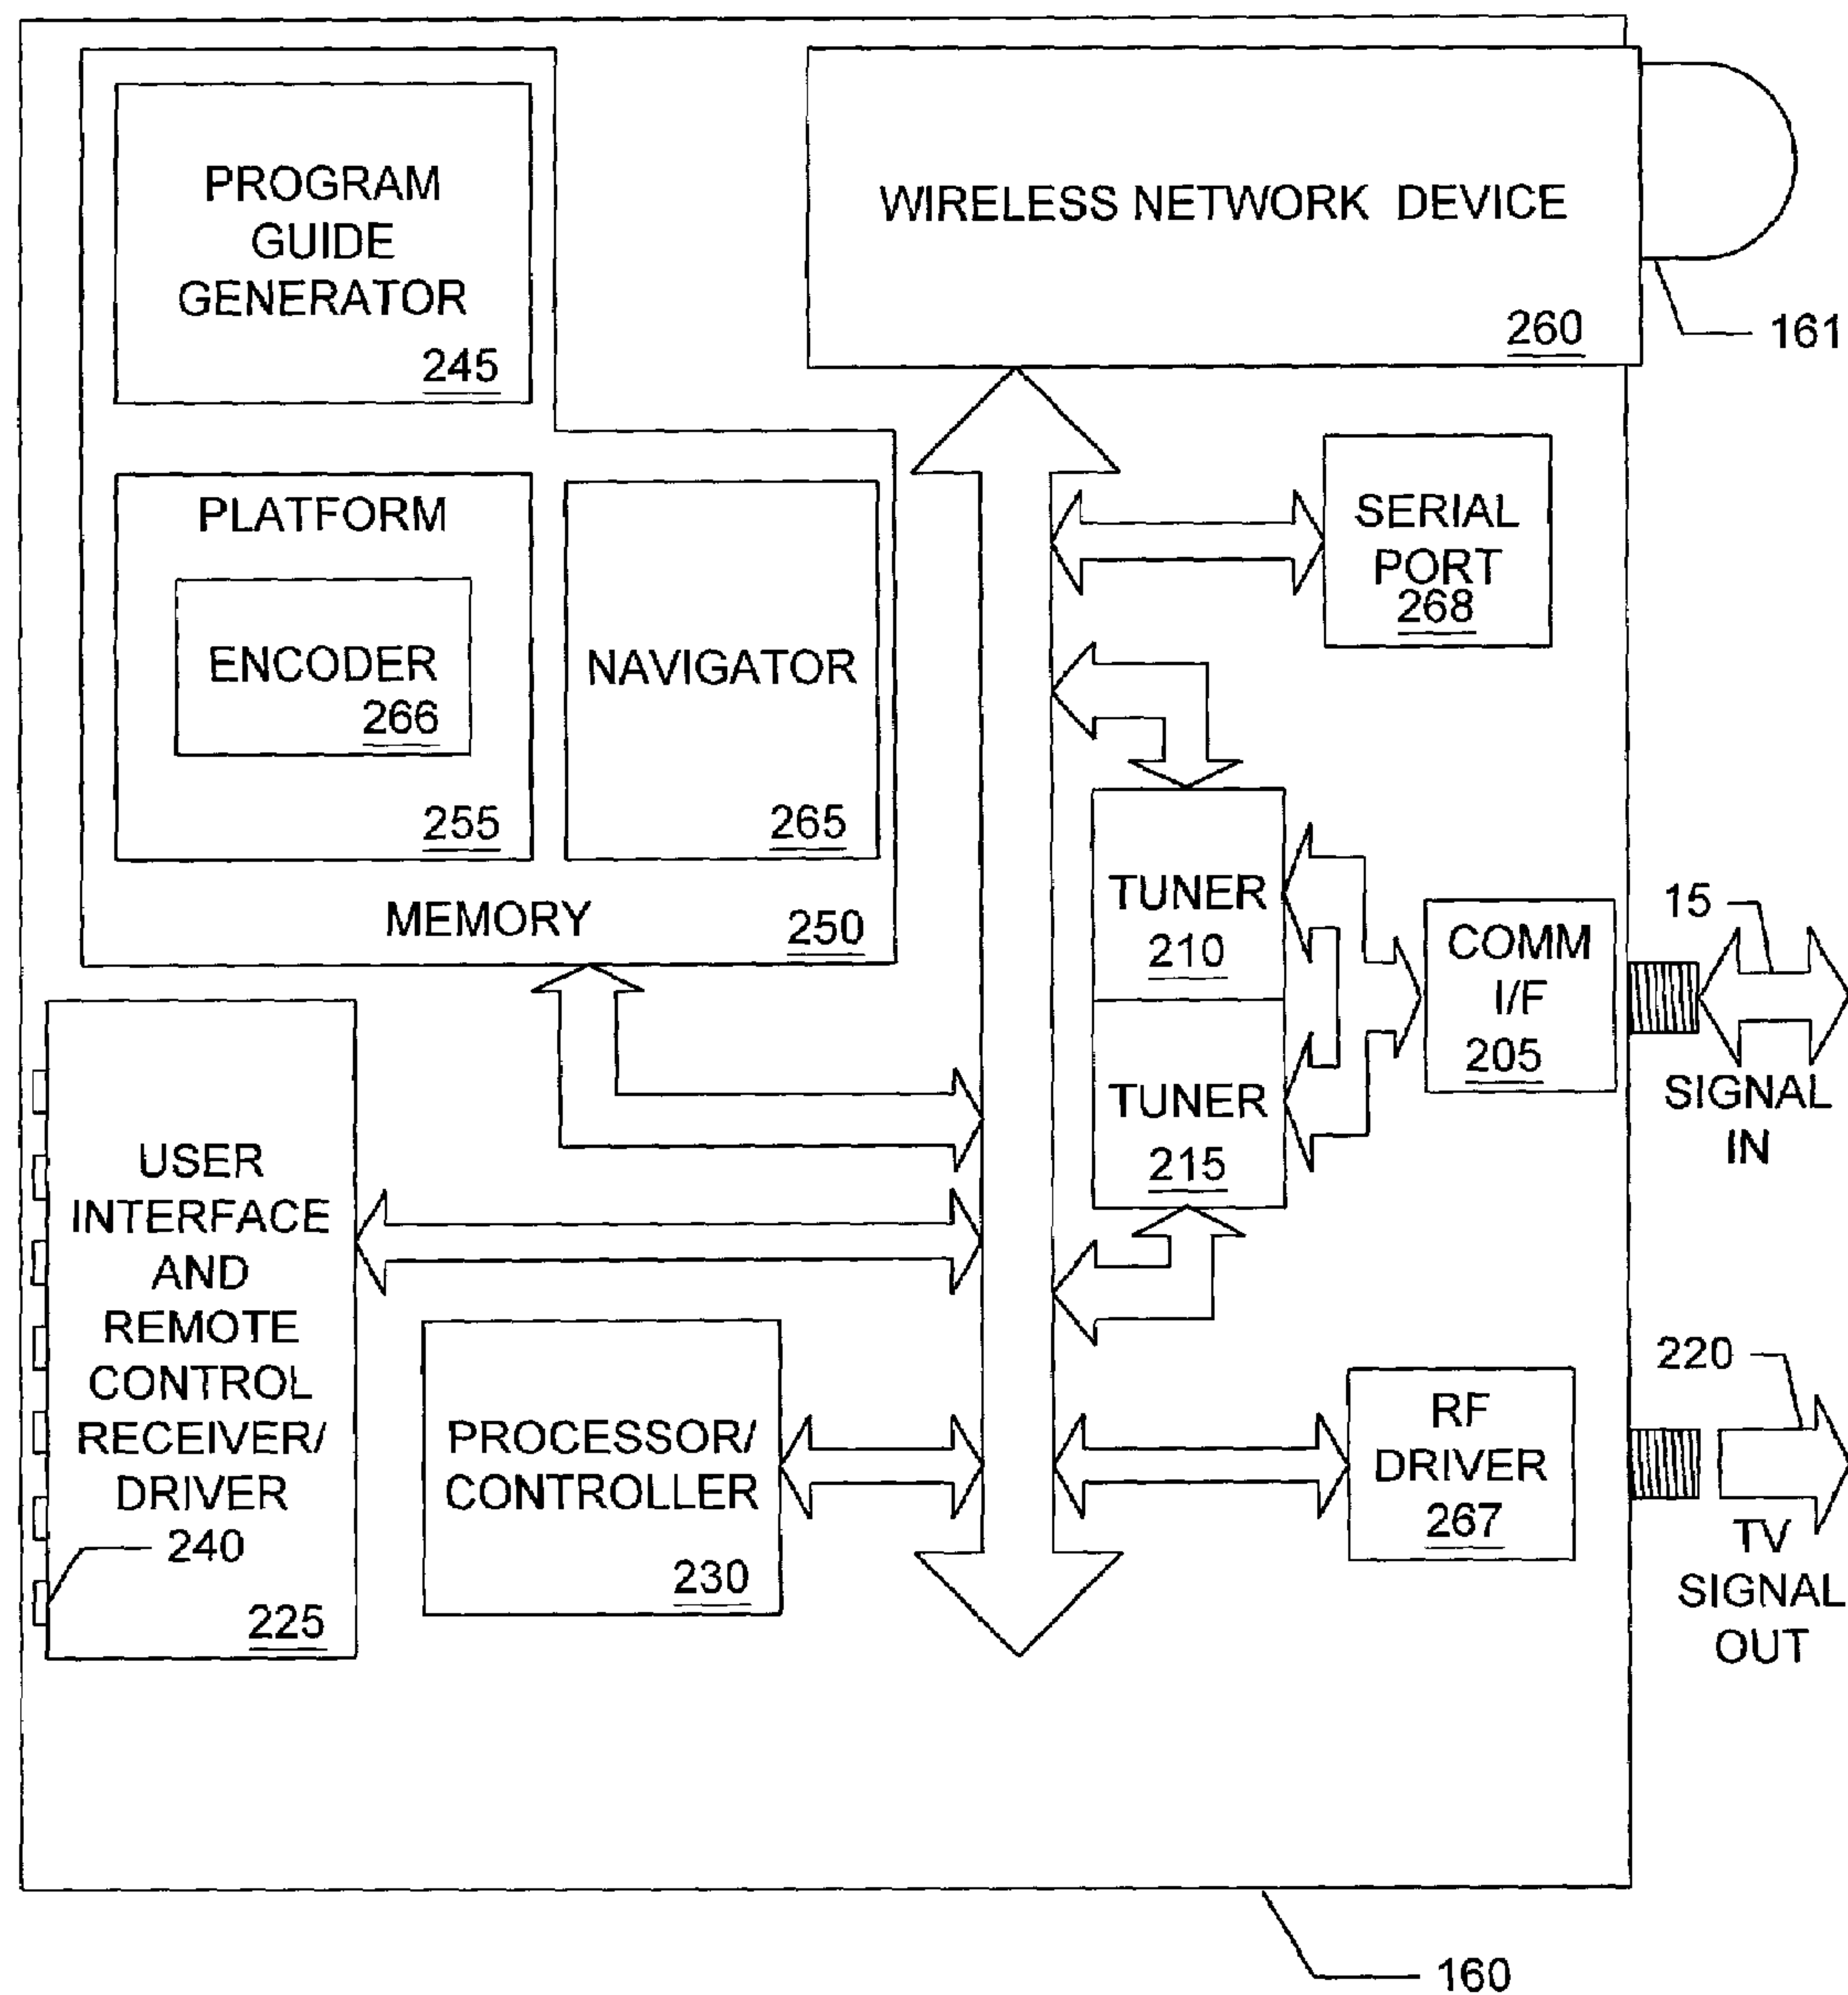 PROGRAM
GUIDE
GENERATOR
245
WIRELESS NETWORK DEVICE
260
161
PLATFORM
ENCODER
266
255
NAVIGATOR
265
MEMORY
250
SERIAL
PORT
268
TUNER
210
TUNER
215
COMM
I/F
205
15
SIGNAL
IN
USER
INTERFACE
AND
REMOTE
CONTROL
RECEIVER/
DRIVER
240
225
PROCESSOR/
CONTROLLER
230
RF
DRIVER
267
220
TV
SIGNAL
OUT
160